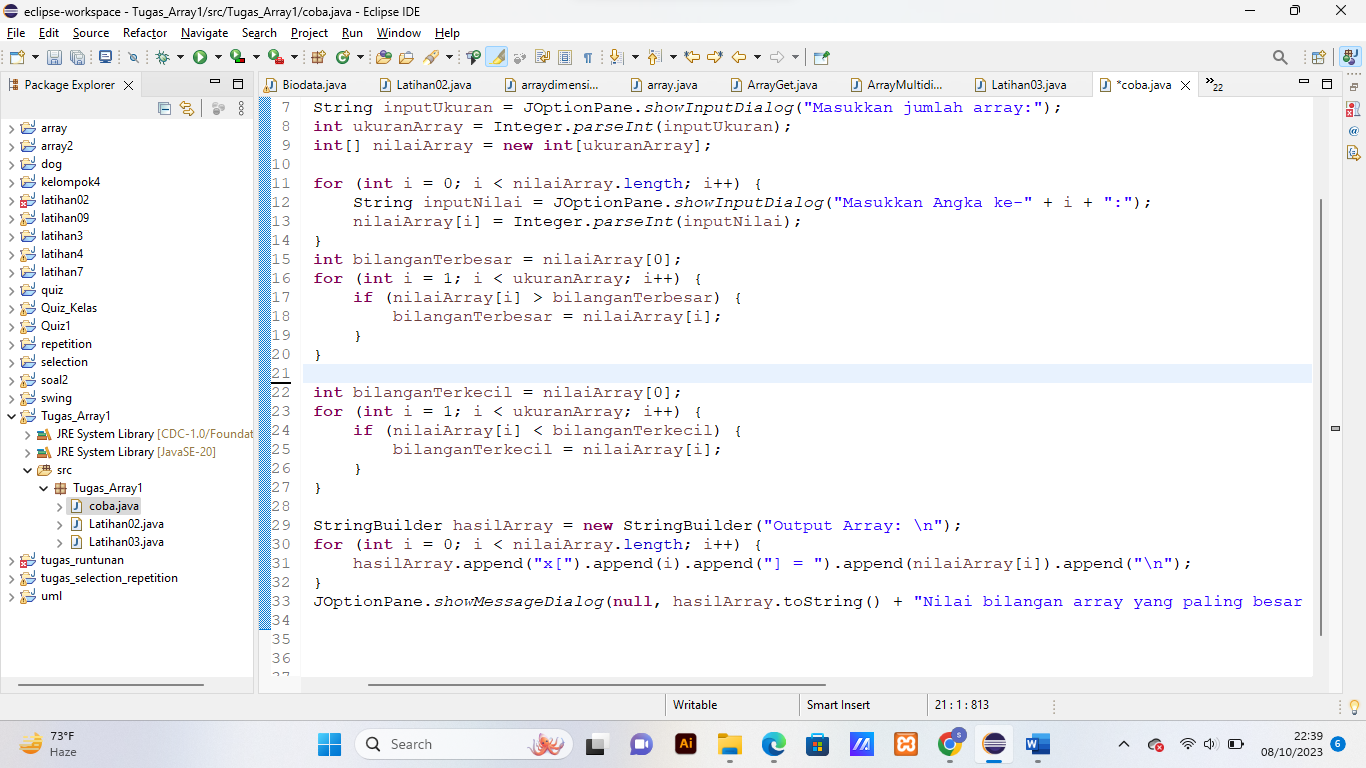 eclipse-workspace - Tugas_Array1/src/Tugas_Array1/coba.java - Eclipse IDE
File Edit Source Refactor Navigate Search Project Run Window Help
Package Explorer
Biodata.java Latihan02.java arraydimensi... array.java ArrayGet.java ArrayMultidi... Latihan03.java *coba.java »22
array
array2
dog
kelompok4
latihan02
latihan09
latihan3
latihan4
latihan7
quiz
Quiz_Kelas
Quiz1
repetition
selection
soal2
swing
Tugas_Array1
JRE System Library [CDC-1.0/Foundat
JRE System Library [JavaSE-20]
src
Tugas_Array1
coba.java
Latihan02.java
Latihan03.java
tugas_runtunan
tugas_selection_repetition
uml
7 String inputUkuran = JOptionPane.showInputDialog("Masukkan jumlah array:");
8 int ukuranArray = Integer.parseInt(inputUkuran);
9 int[] nilaiArray = new int[ukuranArray];
10
11 for (int i = 0; i < nilaiArray.length; i++) {
12 String inputNilai = JOptionPane.showInputDialog("Masukkan Angka ke-" + i + ":");
13 nilaiArray[i] = Integer.parseInt(inputNilai);
14 }
15 int bilanganTerbesar = nilaiArray[0];
16 for (int i = 1; i < ukuranArray; i++) {
17 if (nilaiArray[i] > bilanganTerbesar) {
18 bilanganTerbesar = nilaiArray[i];
19 }
20 }
21
22 int bilanganTerkecil = nilaiArray[0];
23 for (int i = 1; i < ukuranArray; i++) {
24 if (nilaiArray[i] < bilanganTerkecil) {
25 bilanganTerkecil = nilaiArray[i];
26 }
27 }
28
29 StringBuilder hasilArray = new StringBuilder("Output Array: \n");
30 for (int i = 0; i < nilaiArray.length; i++) {
31 hasilArray.append("x[").append(i).append("] = ").append(nilaiArray[i]).append("\n");
32 }
33 JOptionPane.showMessageDialog(null, hasilArray.toString() + "Nilai bilangan array yang paling besar
34
35
36
37
Writable Smart Insert 21 : 1 : 813
73°F
Haze
Search
22:39
08/10/2023
6